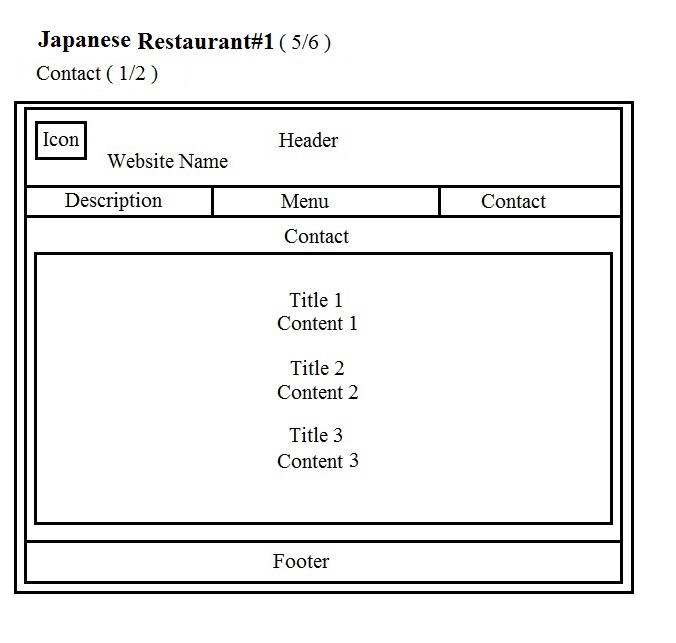 Japanese Restaurant#1 ( 5/6 )
Contact ( 1/2 )
Icon
Header
Website Name
Description
Menu
Contact
Contact
Title 1
Content 1
Title 2
Content 2
Title 3
Content 3
Footer